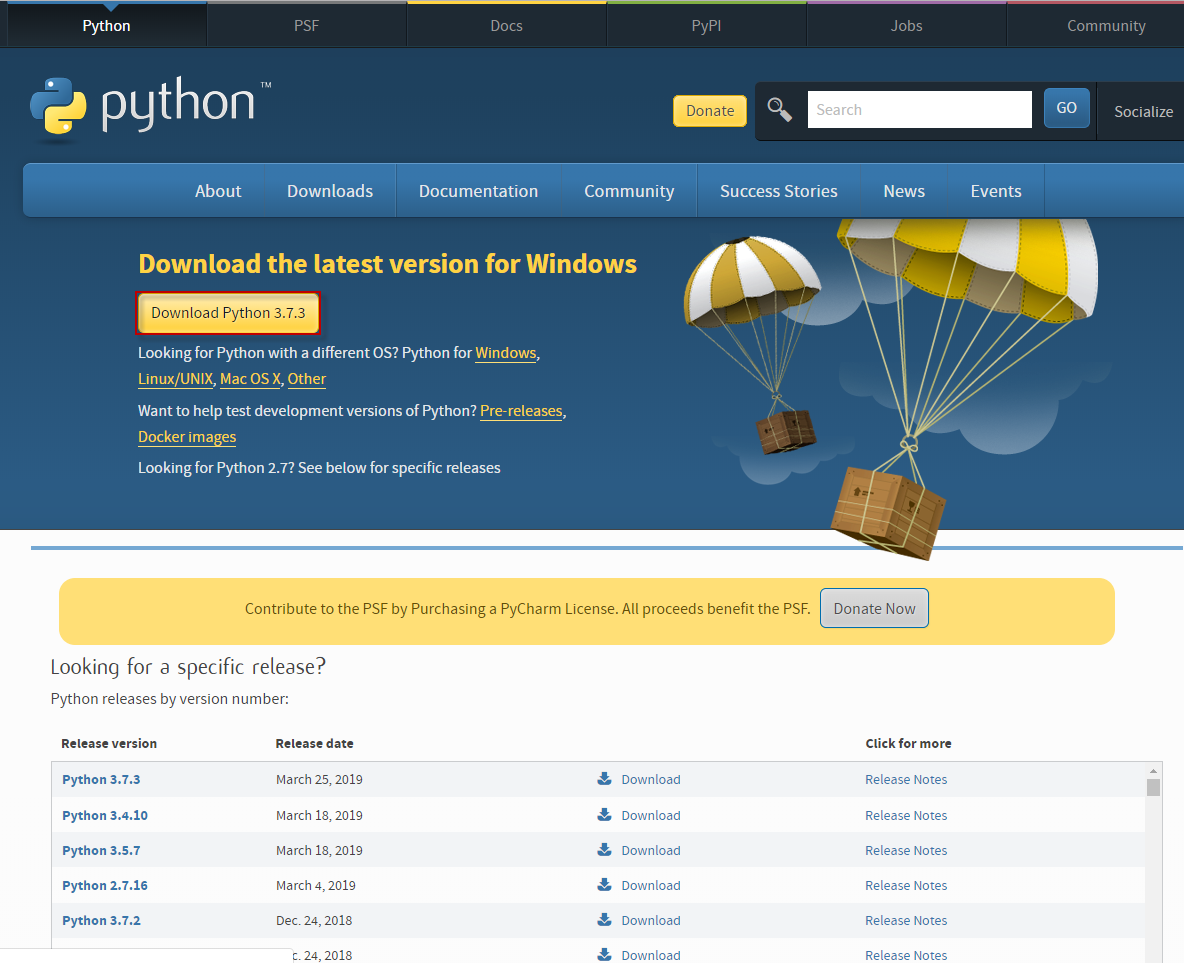 Python PSF Docs PyPI Jobs Community
python™
Donate Search GO Socialize
About Downloads Documentation Community Success Stories News Events
Download the latest version for Windows
Download Python 3.7.3
Looking for Python with a different OS? Python for Windows,
Linux/UNIX, Mac OS X, Other
Want to help test development versions of Python? Pre-releases,
Docker images
Looking for Python 2.7? See below for specific releases
Contribute to the PSF by Purchasing a PyCharm License. All proceeds benefit the PSF. Donate Now
Looking for a specific release?
Python releases by version number:
Release version Release date Click for more
Python 3.7.3 March 25, 2019 Download Release Notes
Python 3.4.10 March 18, 2019 Download Release Notes
Python 3.5.7 March 18, 2019 Download Release Notes
Python 2.7.16 March 4, 2019 Download Release Notes
Python 3.7.2 Dec. 24, 2018 Download Release Notes
c. 24, 2018 Download Release Notes